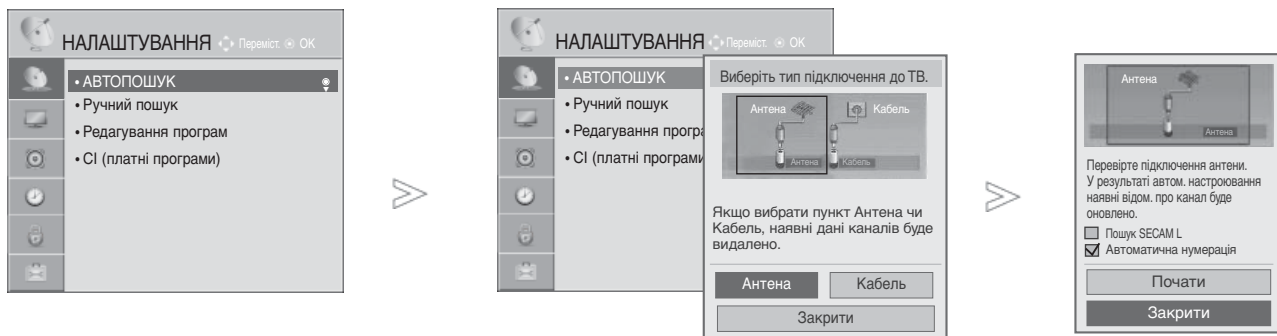 НАЛАШТУВАННЯ Переміст. OK
• АВТОПОШУК
• Ручний пошук
• Редагування програм
• CI (платні програми)
НАЛАШТУВАННЯ Переміст. OK
• АВТОПОШУК
• Ручний пошук
• Редагування програ
• CI (платні програми
Виберіть тип підключення до ТВ.
Антена Кабель
Антена Кабель
Якщо вибрати пункт Антена чи
Кабель, наявні дані каналів буде
видалено.
Антена Кабель
Закрити
Антена
Антена
Перевірте підключення антени.
У результаті автом. настроювання
наявні відом. про канал буде
оновлено.
Пошук SECAM L
Автоматична нумерація
Почати
Закрити